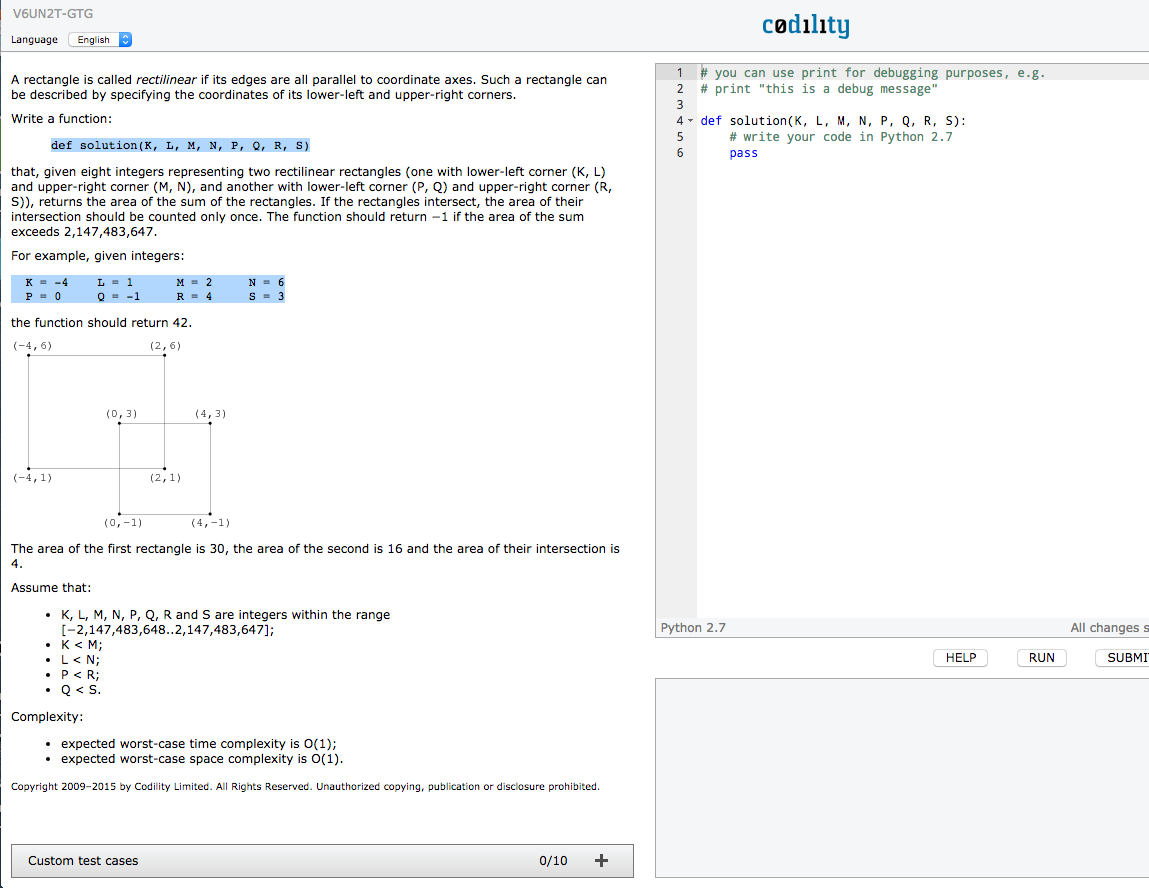 V6UN2T-GTG
Language English
codility
A rectangle is called rectilinear if its edges are all parallel to coordinate axes. Such a rectangle can
be described by specifying the coordinates of its lower-left and upper-right corners.
Write a function:
def solution(K, L, M, N, P, Q, R, S)
that, given eight integers representing two rectilinear rectangles (one with lower-left corner (K, L)
and upper-right corner (M, N), and another with lower-left corner (P, Q) and upper-right corner (R,
S)), returns the area of the sum of the rectangles. If the rectangles intersect, the area of their
intersection should be counted only once. The function should return −1 if the area of the sum
exceeds 2,147,483,647.
For example, given integers:
K = -4 L = 1 M = 2 N = 6
P = 0 Q = -1 R = 4 S = 3
the function should return 42.
(-4,6) (2,6)
(0,3) (4,3)
(-4,1) (2,1)
(0,-1) (4,-1)
The area of the first rectangle is 30, the area of the second is 16 and the area of their intersection is
4.
Assume that:
• K, L, M, N, P, Q, R and S are integers within the range
[−2,147,483,648..2,147,483,647];
• K < M;
• L < N;
• P < R;
• Q < S.
Complexity:
• expected worst-case time complexity is O(1);
• expected worst-case space complexity is O(1).
Copyright 2009–2015 by Codility Limited. All Rights Reserved. Unauthorized copying, publication or disclosure prohibited.
Custom test cases 0/10 +
1 # you can use print for debugging purposes, e.g.
2 # print "this is a debug message"
3
4 def solution(K, L, M, N, P, Q, R, S):
5 # write your code in Python 2.7
6 pass
Python 2.7 All changes s
HELP RUN SUBMI